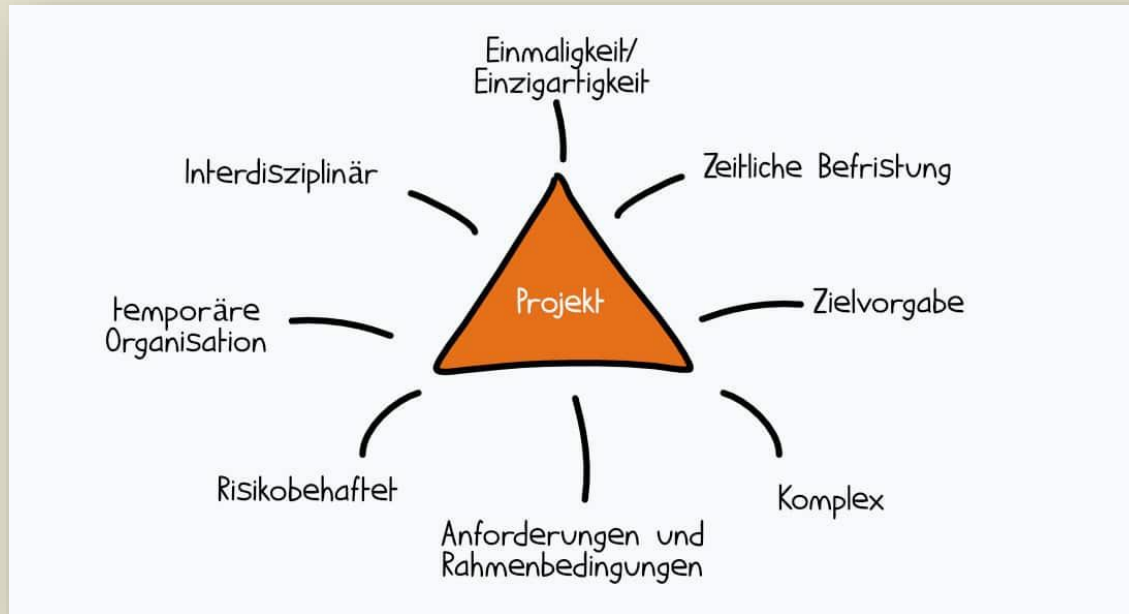 Einmaligkeit/
Einzigartigkeit
Interdisziplinär
Zeitliche Befristung
Projekt
Zielvorgabe
temporäre
Organisation
Risikobehaftet
Komplex
Anforderungen und
Rahmenbedingungen